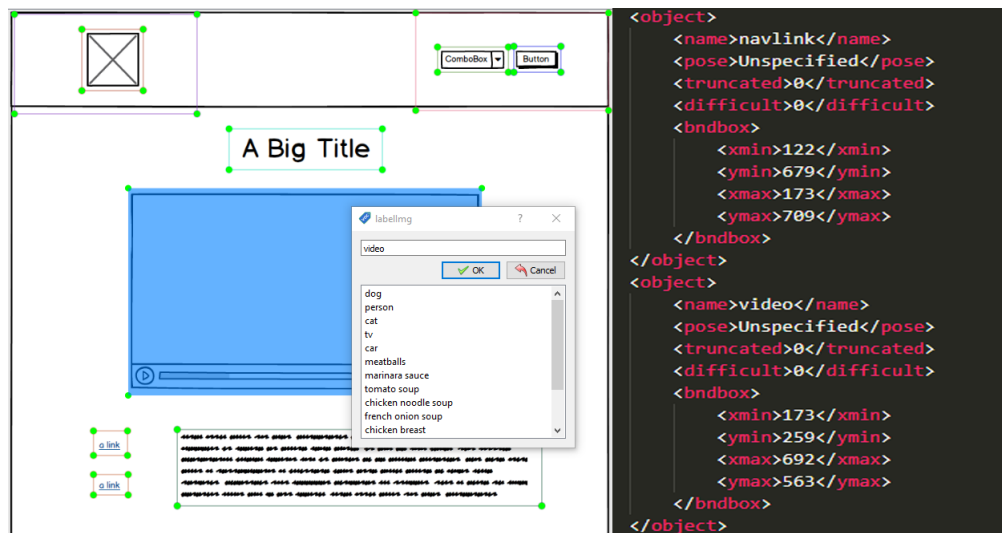 ComboBox
Button
A Big Title
labelImg
?
video
OK
Cancel
dog
person
cat
tv
car
meatballs
marinara sauce
tomato soup
chicken noodle soup
french onion soup
chicken breast
a link
a link
<object>
<name>navlink</name>
<pose>Unspecified</pose>
<truncated>0</truncated>
<difficult>0</difficult>
<bndbox>
<xmin>122</xmin>
<ymin>679</ymin>
<xmax>173</xmax>
<ymax>709</ymax>
</bndbox>
</object>
<object>
<name>video</name>
<pose>Unspecified</pose>
<truncated>0</truncated>
<difficult>0</difficult>
<bndbox>
<xmin>173</xmin>
<ymin>259</ymin>
<xmax>692</xmax>
<ymax>563</ymax>
</bndbox>
</object>